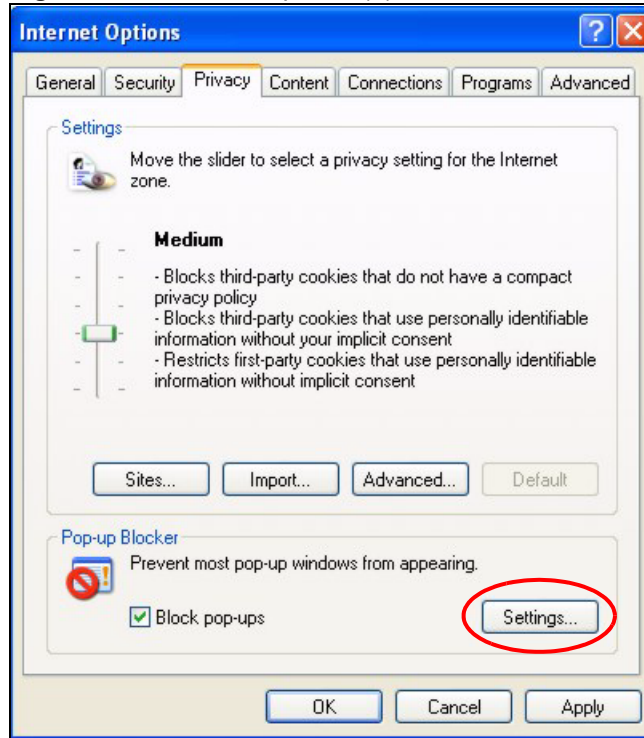 Internet Options
General Security Privacy Content Connections Programs Advanced
Settings
Move the slider to select a privacy setting for the Internet
zone.
Medium
- Blocks third-party cookies that do not have a compact
privacy policy
- Blocks third-party cookies that use personally identifiable
information without your implicit consent
- Restricts first-party cookies that use personally identifiable
information without implicit consent
Sites... Import... Advanced... Default
Pop-up Blocker
Prevent most pop-up windows from appearing.
Block pop-ups Settings...
OK Cancel Apply